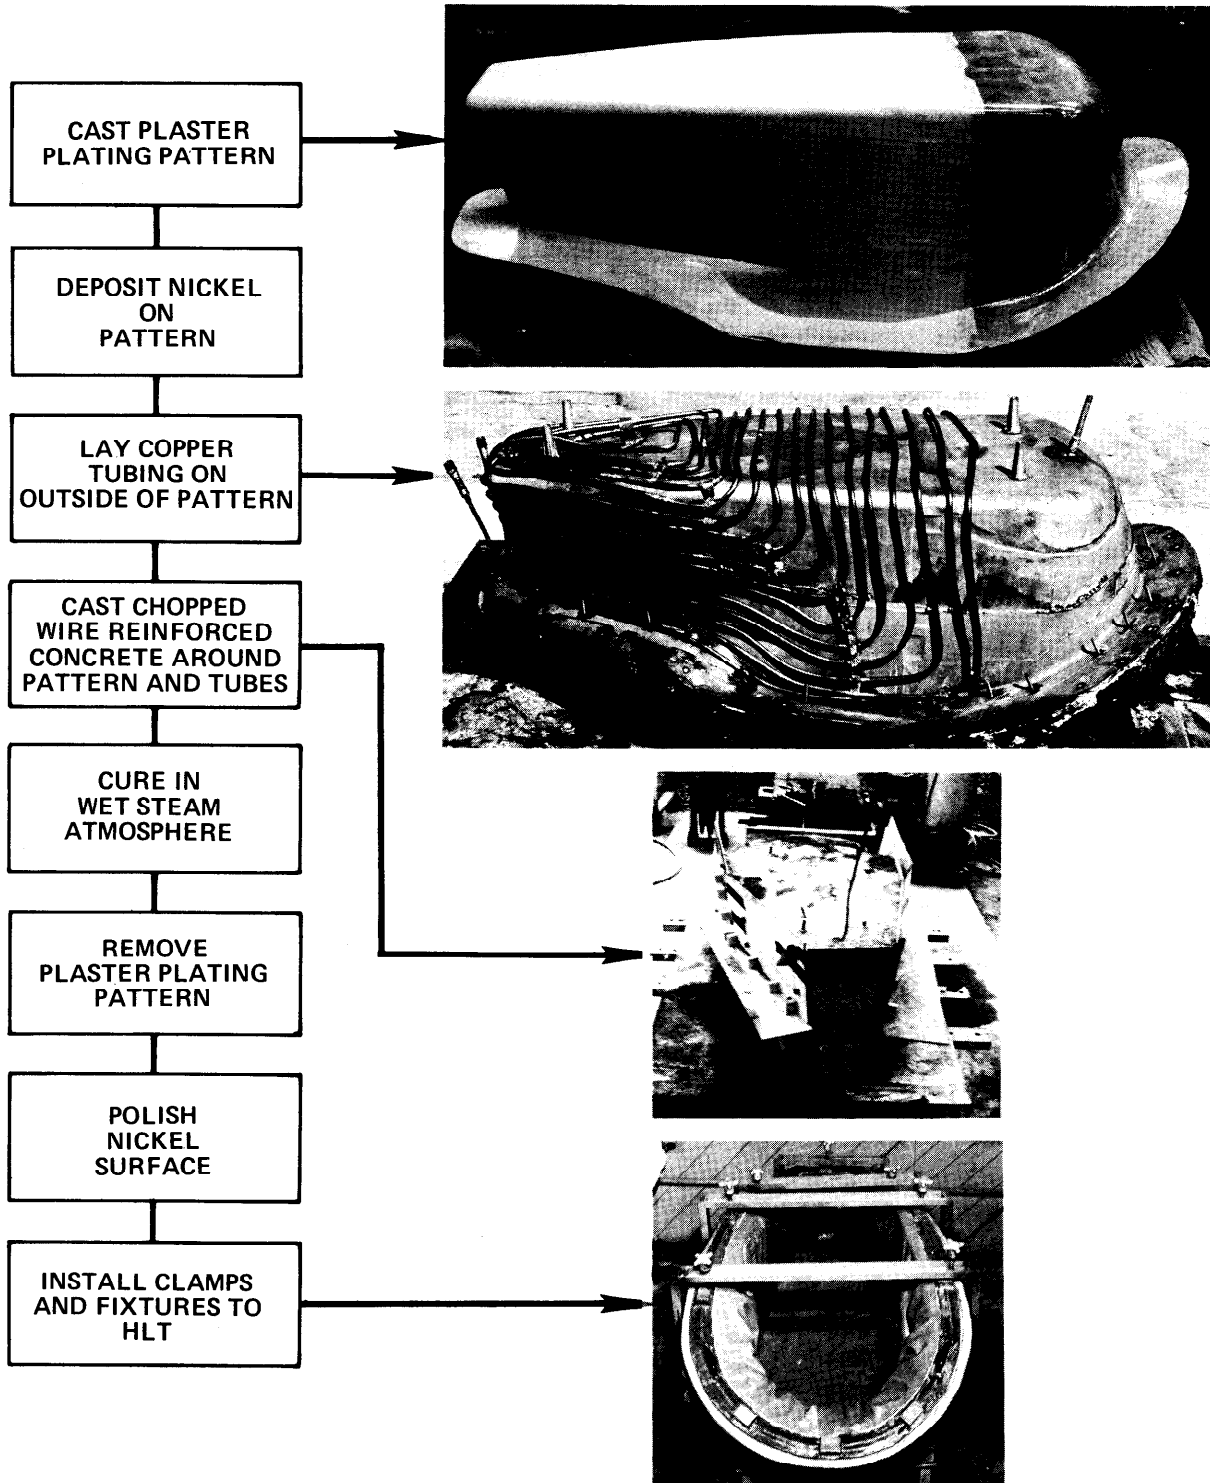 CAST PLASTER
PLATING PATTERN
DEPOSIT NICKEL
ON
PATTERN
LAY COPPER
TUBING ON
OUTSIDE OF PATTERN
CAST CHOPPED
WIRE REINFORCED
CONCRETE AROUND
PATTERN AND TUBES
CURE IN
WET STEAM
ATMOSPHERE
REMOVE
PLASTER PLATING
PATTERN
POLISH
NICKEL
SURFACE
INSTALL CLAMPS
AND FIXTURES TO
HLT